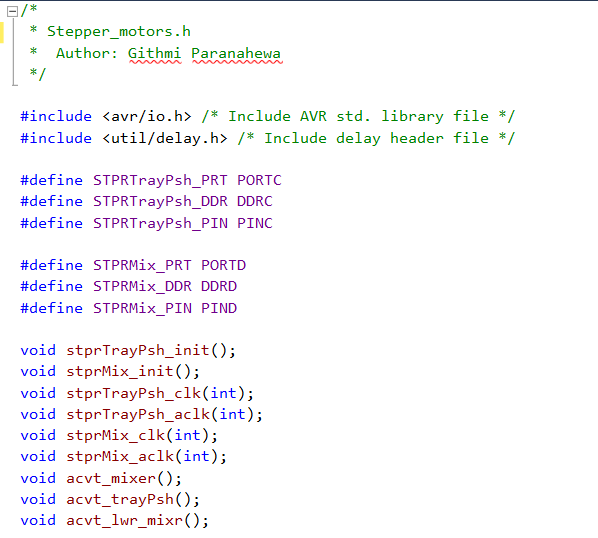 /*
 * Stepper_motors.h
 *  Author: Githmi Paranahewa
 */
#include <avr/io.h> /* Include AVR std. library file */
#include <util/delay.h> /* Include delay header file */
#define STPRTrayPsh_PRT PORTC
#define STPRTrayPsh_DDR DDRC
#define STPRTrayPsh_PIN PINC
#define STPRMix_PRT PORTD
#define STPRMix_DDR DDRD
#define STPRMix_PIN PIND
void stprTrayPsh_init();
void stprMix_init();
void stprTrayPsh_clk(int);
void stprTrayPsh_aclk(int);
void stprMix_clk(int);
void stprMix_aclk(int);
void acvt_mixer();
void acvt_trayPsh();
void acvt_lwr_mixr();